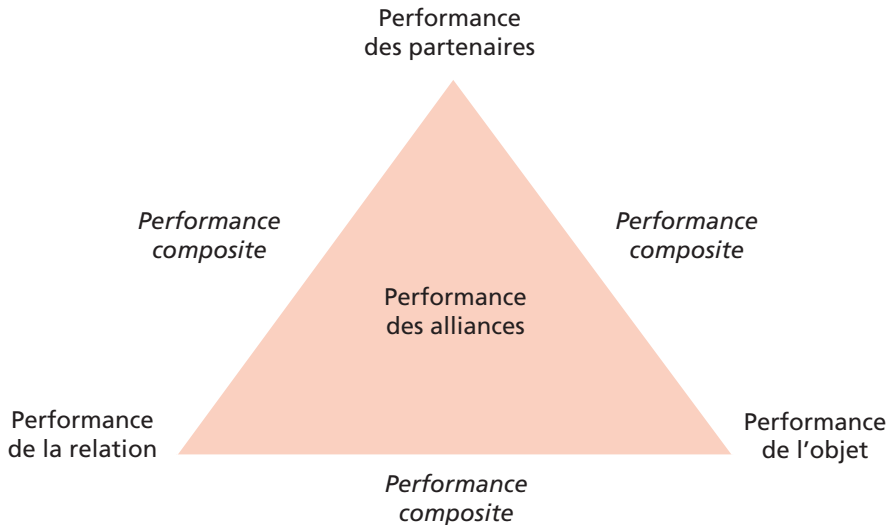 Performance
des partenaires
Performance
composite
Performance
composite
Performance
des alliances
Performance
de la relation
Performance
de l'objet
Performance
composite